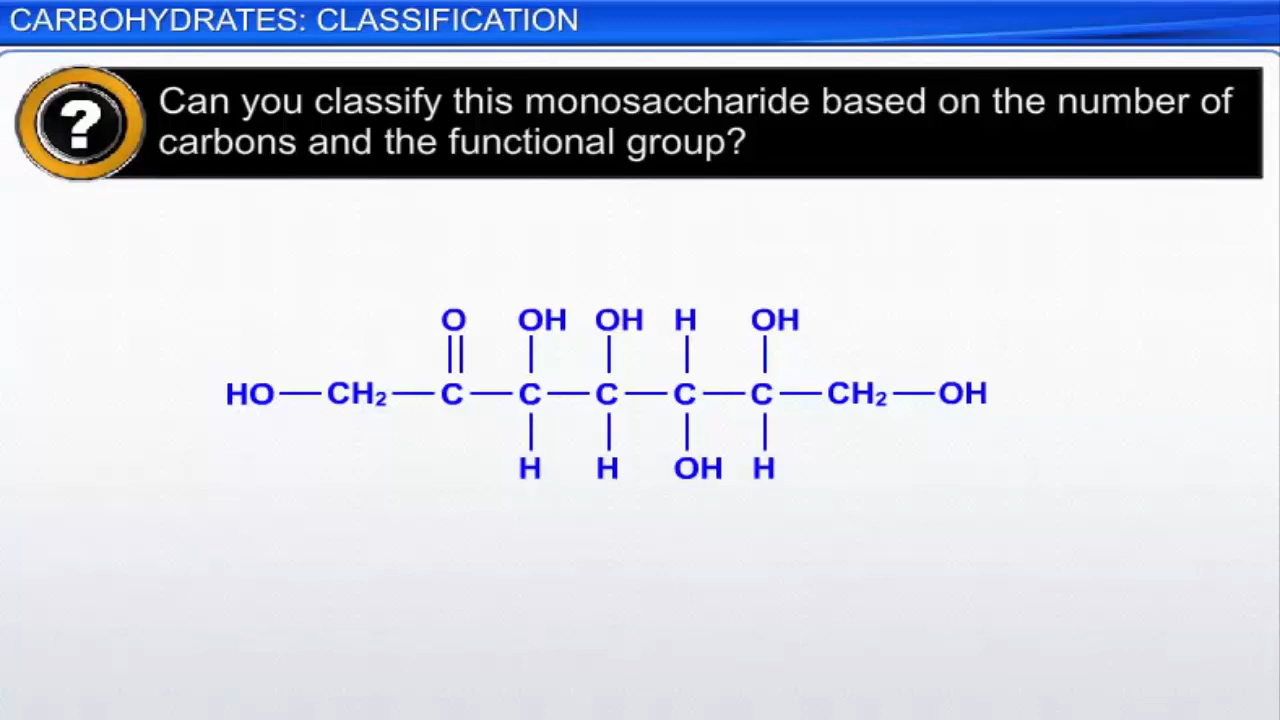 CARBOHYDRATES: CLASSIFICATION
?
Can you classify this monosaccharide based on the number of
carbons and the functional group?
O OH OH H OH
HO CH₂ C C C C C CH₂ OH
H H OH H